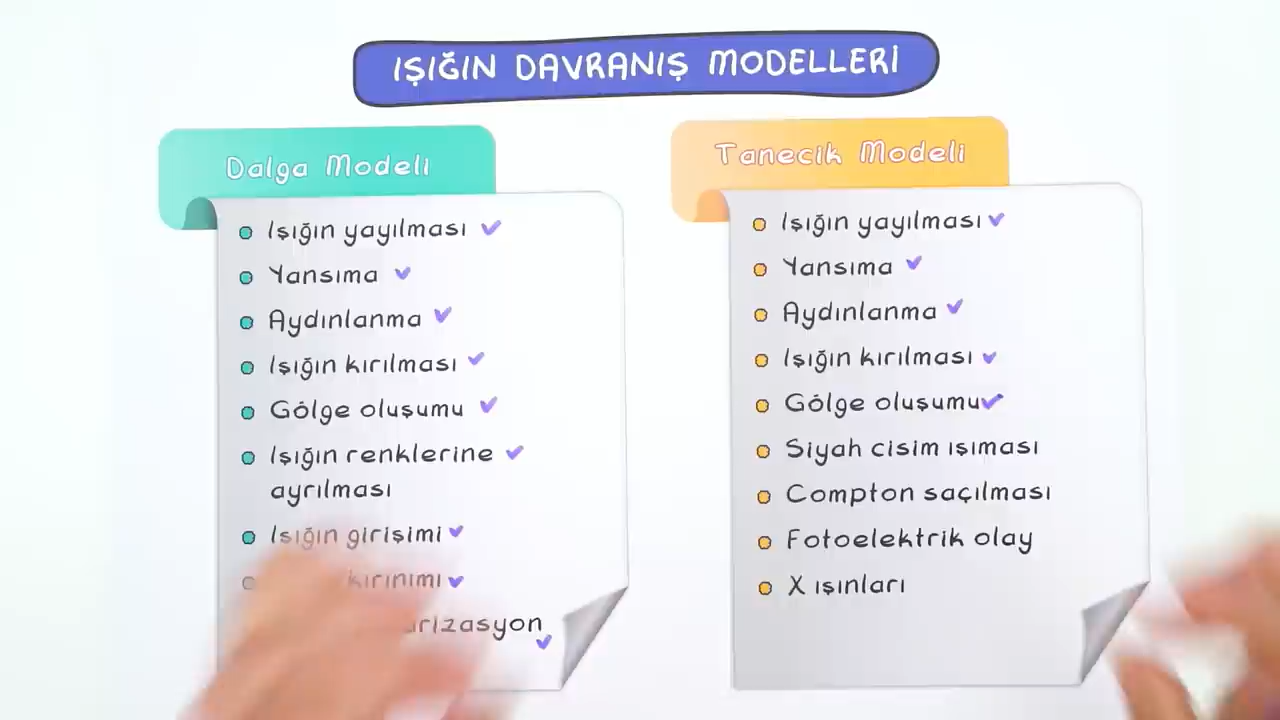 IŞIĞIN DAVRANIŞ MODELLERİ
Dalga Modeli
Işığın yayılması
Yansıma
Aydınlanma
Işığın kırılması
Gölge oluşumu
Işığın renklerine
ayrılması
Işığın girişimi
kırınımı
Tanecik Modeli
Işığın yayılması
Yansıma
Aydınlanma
Işığın kırılması
Gölge oluşumu
Siyah cisim ışıması
Compton saçılması
Fotoelektrik olay
X ışınları